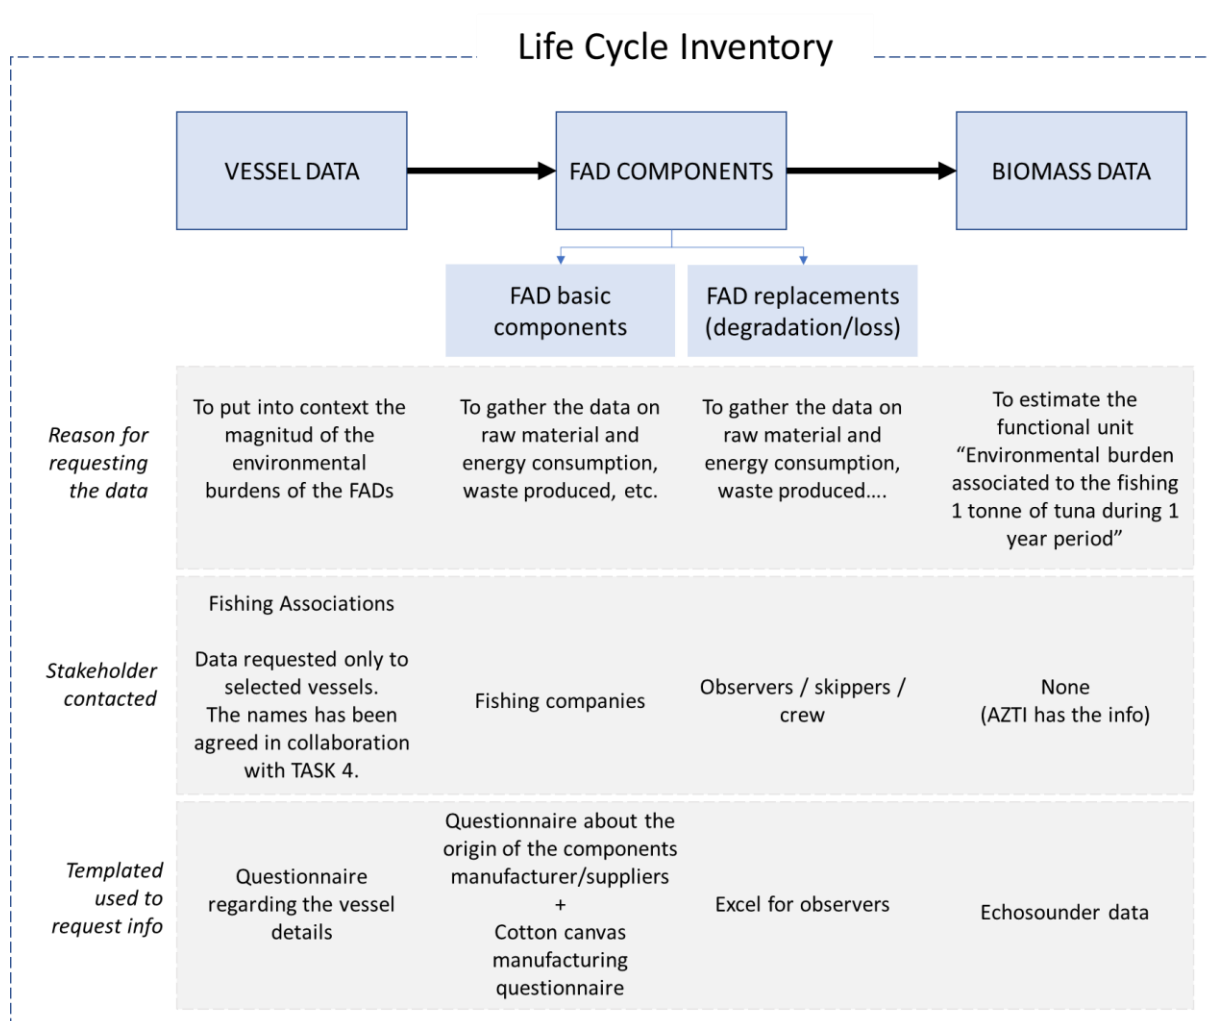 Life Cycle Inventory
VESSEL DATA
FAD COMPONENTS
BIOMASS DATA
FAD basic
components
FAD replacements
(degradation/loss)
Reason for
requesting
the data
To put into context the
magnitud of the
environmental
burdens of the FADs
To gather the data on
raw material and
energy consumption,
waste produced, etc.
To gather the data on
raw material and
energy consumption,
waste produced....
To estimate the
functional unit
“Environmental burden
associated to the fishing
1 tonne of tuna during 1
year period”
Stakeholder
contacted
Fishing Associations
Data requested only to
selected vessels.
The names has been
agreed in collaboration
with TASK 4.
Fishing companies
Observers / skippers /
crew
None
(AZTI has the info)
Templated
used to
request info
Questionnaire
regarding the vessel
details
Questionnaire about the
origin of the components
manufacturer/suppliers
+
Cotton canvas
manufacturing
questionnaire
Excel for observers
Echosounder data